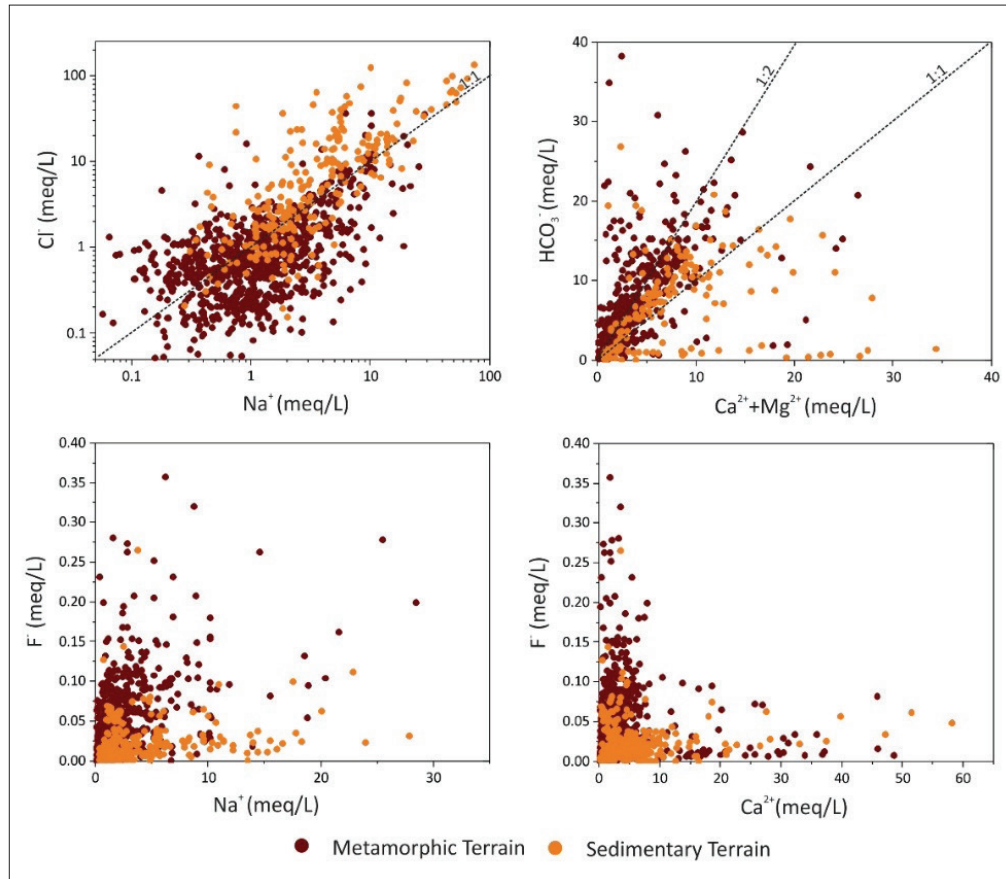 100
10
1
0.1
Cl⁻ (meq/L)
1:1
0.1 1 10 100
Na⁺ (meq/L)
40
30
20
10
0
HCO₃⁻ (meq/L)
1:2
1:1
0 10 20 30 40
Ca²⁺+Mg²⁺ (meq/L)
0.40
0.35
0.30
0.25
0.20
0.15
0.10
0.05
0.00
F⁻ (meq/L)
0 10 20 30
Na⁺ (meq/L)
0.40
0.35
0.30
0.25
0.20
0.15
0.10
0.05
0.00
F⁻ (meq/L)
0 10 20 30 40 50 60
Ca²⁺(meq/L)
Metamorphic Terrain Sedimentary Terrain